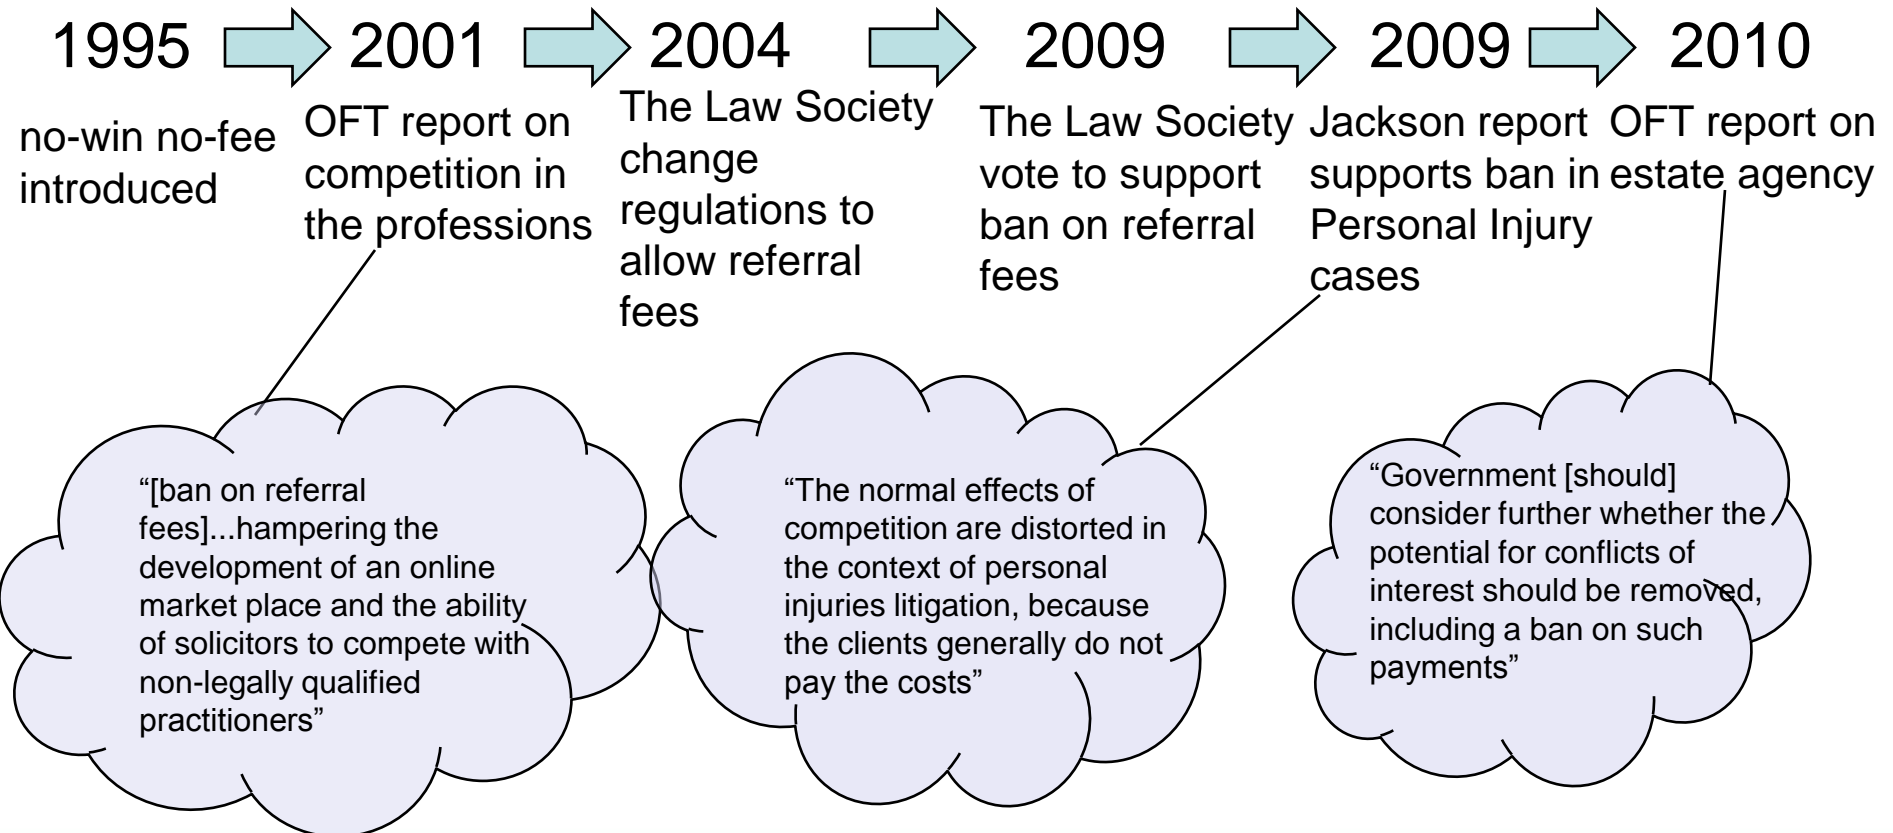 1995
2001
2004
2009
2009
2010
no-win no-fee
introduced
OFT report on
competition in
the professions
The Law Society
change
regulations to
allow referral
fees
The Law Society
vote to support
ban on referral
fees
Jackson report
supports ban in
Personal Injury
cases
OFT report on
estate agency
“[ban on referral
fees]...hampering the
development of an online
market place and the ability
of solicitors to compete with
non-legally qualified
practitioners”
“The normal effects of
competition are distorted in
the context of personal
injuries litigation, because
the clients generally do not
pay the costs”
“Government [should]
consider further whether the
potential for conflicts of
interest should be removed,
including a ban on such
payments”